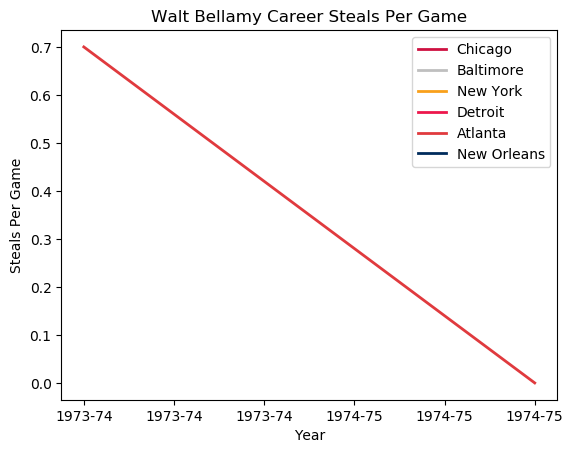 Walt Bellamy Career Steals Per Game
Chicago
Baltimore
New York
Detroit
Atlanta
New Orleans
Steals Per Game
0.7
0.6
0.5
0.4
0.3
0.2
0.1
0.0
1973-74 1973-74 1973-74 1974-75 1974-75 1974-75
Year